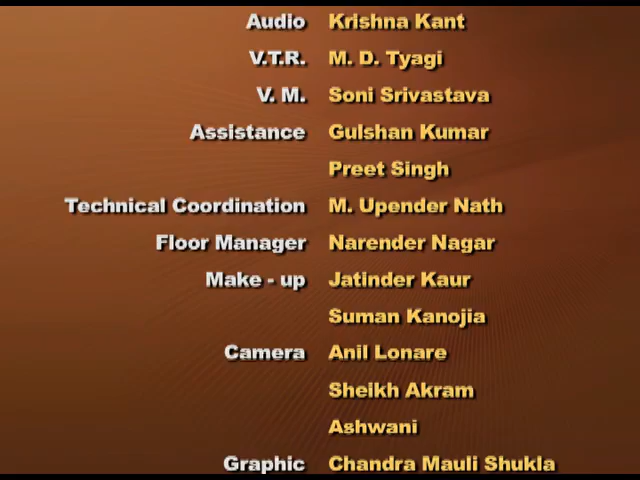 Audio Krishna Kant
V.T.R. M. D. Tyagi
V. M. Soni Srivastava
Assistance Gulshan Kumar
Preet Singh
Technical Coordination M. Upender Nath
Floor Manager Narender Nagar
Make - up Jatinder Kaur
Suman Kanojia
Camera Anil Lonare
Sheikh Akram
Ashwani
Graphic Chandra Mauli Shukla